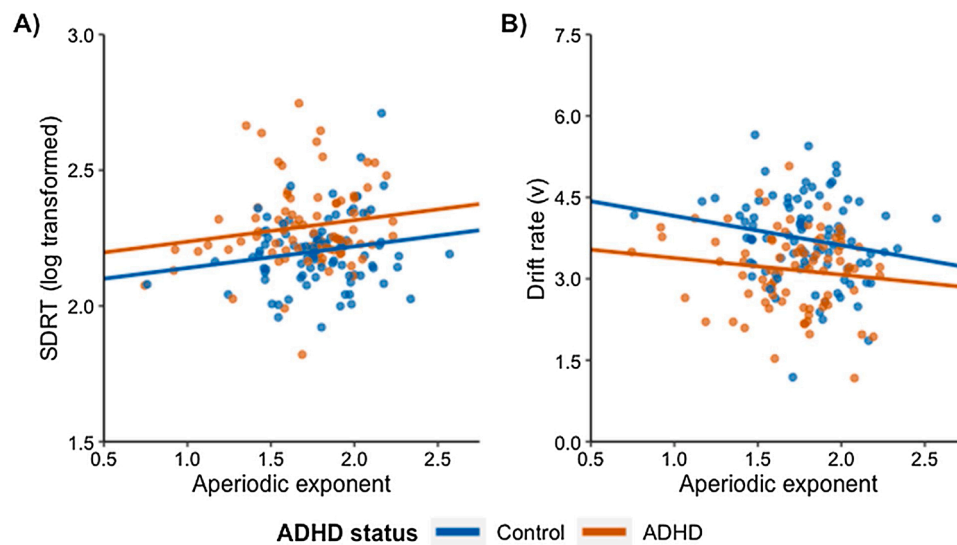 A)
SDRT (log transformed)
3.0
2.5
2.0
1.5
0.5 1.0 1.5 2.0 2.5
Aperiodic exponent
B)
Drift rate (v)
7.5
6.0
4.5
3.0
1.5
0.0
0.5 1.0 1.5 2.0 2.5
Aperiodic exponent
ADHD status Control ADHD